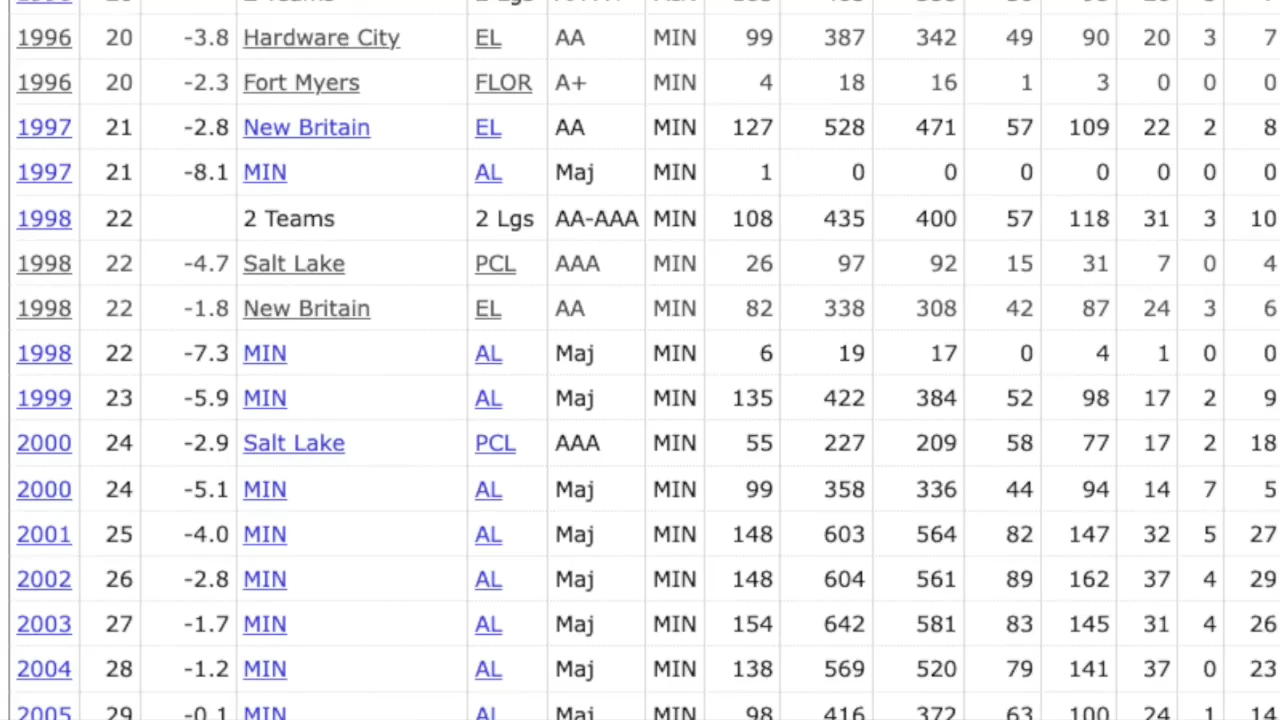 1996 20 -3.8 Hardware City EL AA MIN 99 387 342 49 90 20 3 7
1996 20 -2.3 Fort Myers FLOR A+ MIN 4 18 16 1 3 0 0 0
1997 21 -2.8 New Britain EL AA MIN 127 528 471 57 109 22 2 8
1997 21 -8.1 MIN AL Maj MIN 1 0 0 0 0 0 0 0
1998 22 2 Teams 2 Lgs AA-AAA MIN 108 435 400 57 118 31 3 10
1998 22 -4.7 Salt Lake PCL AAA MIN 26 97 92 15 31 7 0 4
1998 22 -1.8 New Britain EL AA MIN 82 338 308 42 87 24 3 6
1998 22 -7.3 MIN AL Maj MIN 6 19 17 0 4 1 0 0
1999 23 -5.9 MIN AL Maj MIN 135 422 384 52 98 17 2 9
2000 24 -2.9 Salt Lake PCL AAA MIN 55 227 209 58 77 17 2 18
2000 24 -5.1 MIN AL Maj MIN 99 358 336 44 94 14 7 5
2001 25 -4.0 MIN AL Maj MIN 148 603 564 82 147 32 5 27
2002 26 -2.8 MIN AL Maj MIN 148 604 561 89 162 37 4 29
2003 27 -1.7 MIN AL Maj MIN 154 642 581 83 145 31 4 26
2004 28 -1.2 MIN AL Maj MIN 138 569 520 79 141 37 0 23
2005 29 -0.1 MIN AL Maj MIN 98 416 372 63 100 24 1 14